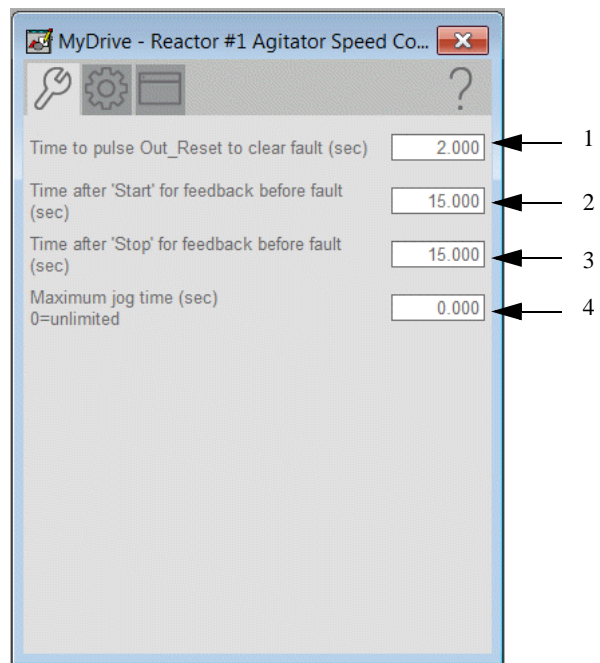 MyDrive - Reactor #1 Agitator Speed Co...
?
Time to pulse Out_Reset to clear fault (sec) 2.000 1
Time after 'Start' for feedback before fault
(sec) 15.000 2
Time after 'Stop' for feedback before fault
(sec) 15.000 3
Maximum jog time (sec)
0=unlimited 0.000 4